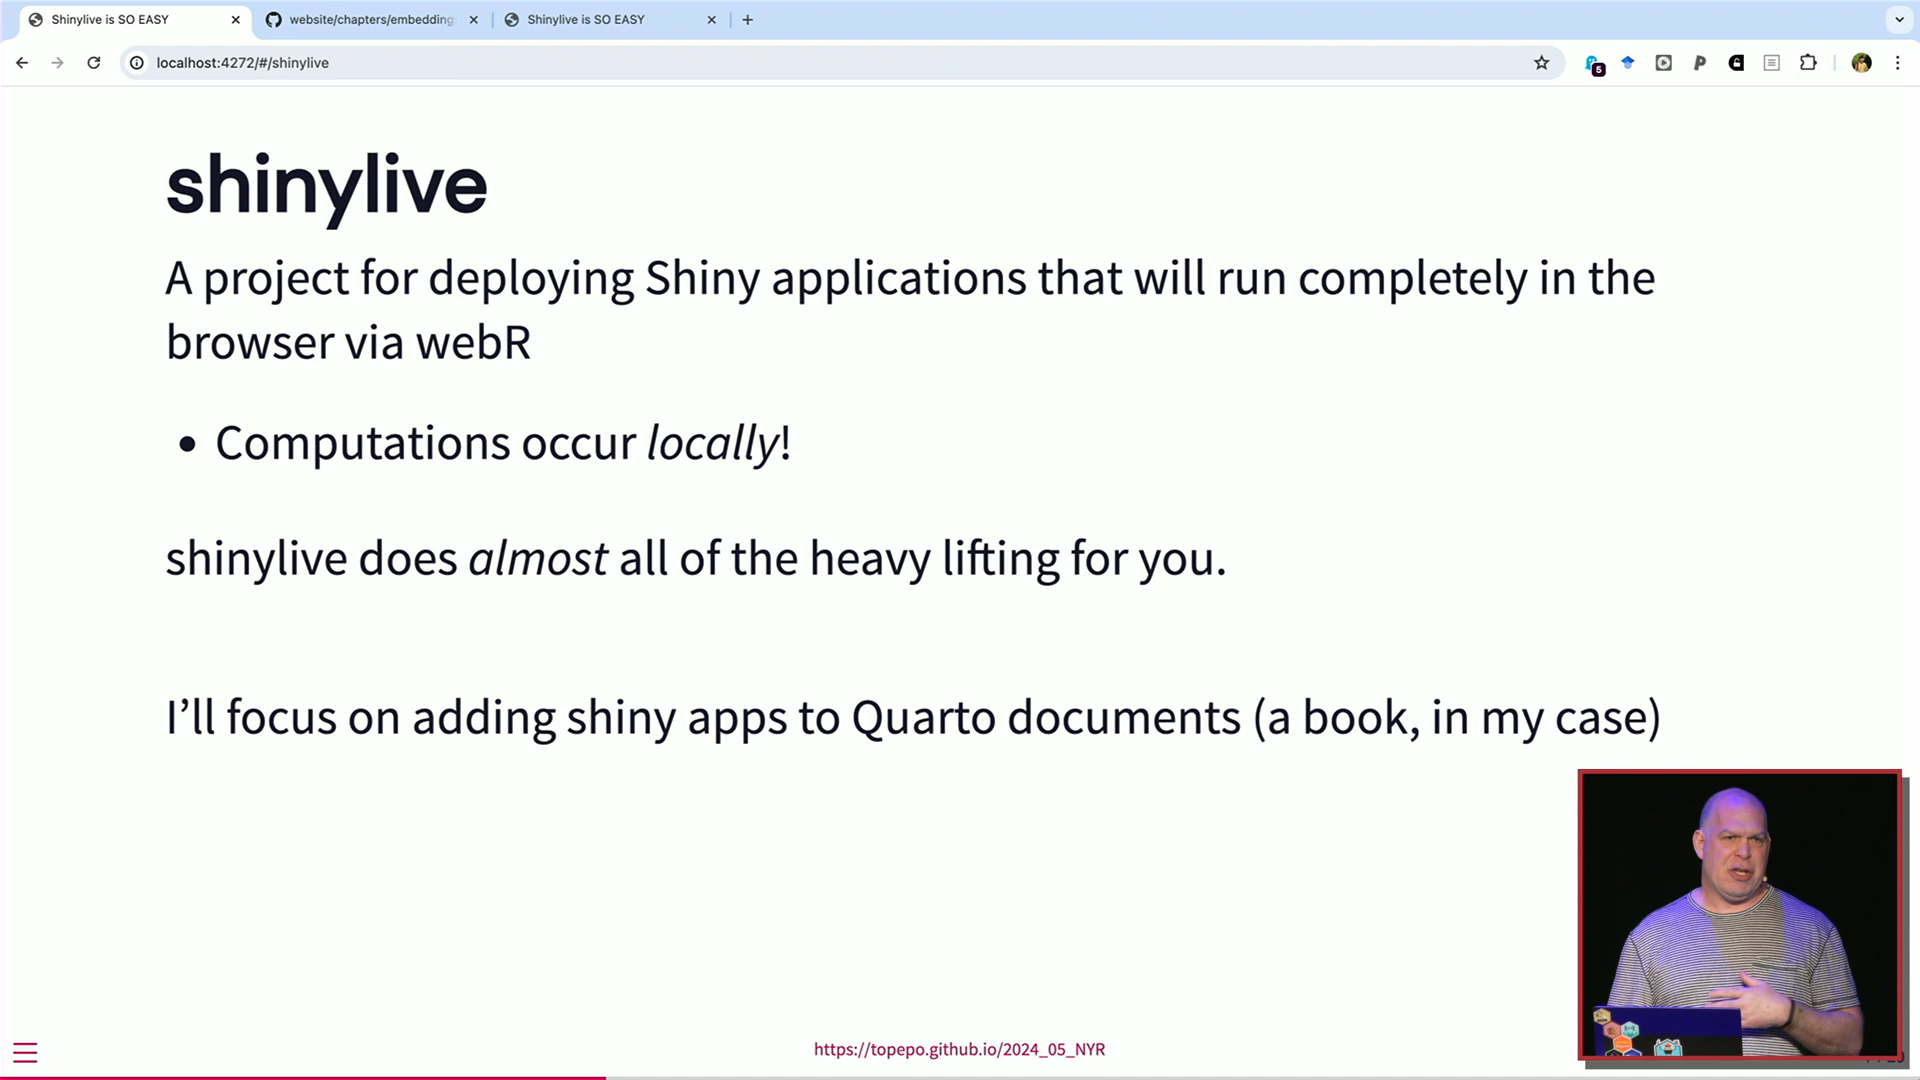 Shinylive is SO EASY
website/chapters/embedding
Shinylive is SO EASY
localhost:4272/#/shinylive
5
shinylive
A project for deploying Shiny applications that will run completely in the
browser via webR
• Computations occur locally!
shinylive does almost all of the heavy lifting for you.
I’ll focus on adding shiny apps to Quarto documents (a book, in my case)
https://topepo.github.io/2024_05_NYR